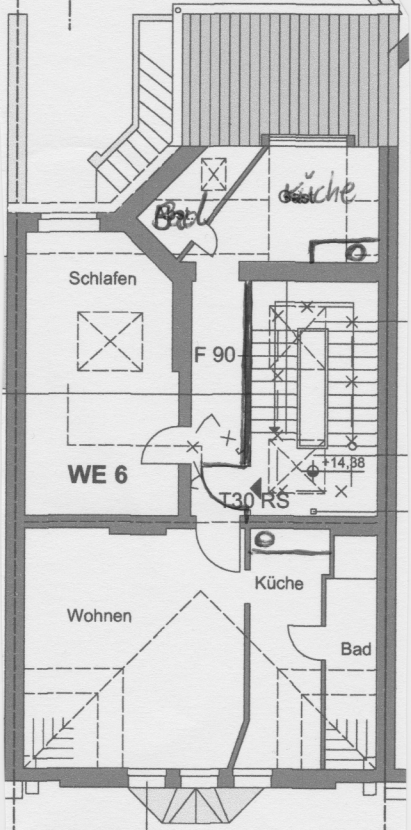 Bad
Küche
Schlafen
F 90
+14,38
WE 6
T30 RS
Küche
Wohnen
Bad